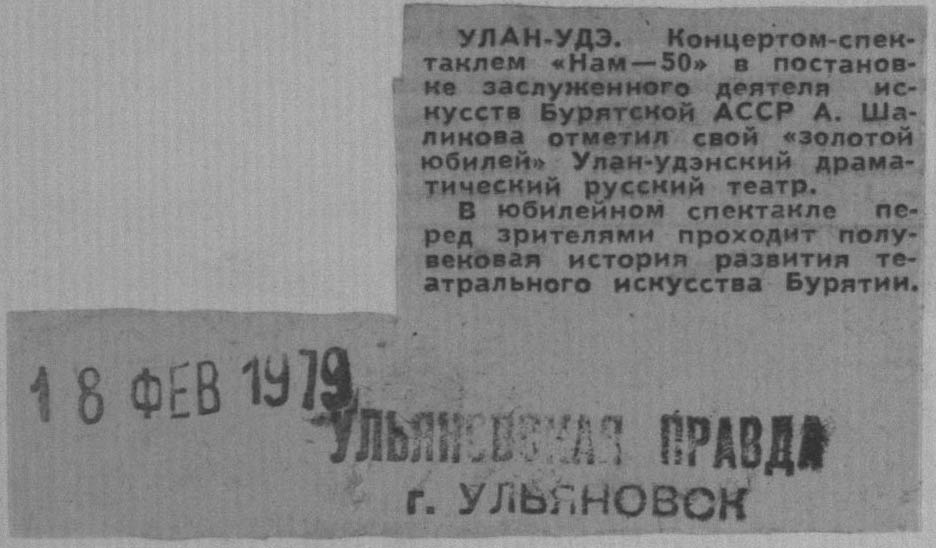 УЛАН-УДЭ. Концертом-спек-
таклем «Нам—50» в постанов-
ке заслуженного деятеля ис-
кусств Бурятской АССР А. Ша-
ликова отметил свой «золотой
юбилей» Улан-удэнский драма-
тический русский театр.
В юбилейном спектакле пе-
ред зрителями проходит полу-
вековая история развития те-
атрального искусства Бурятии.
18 ФЕВ 1979
УЛЬЯНОВСКАЯ ПРАВДА
г. УЛЬЯНОВСК